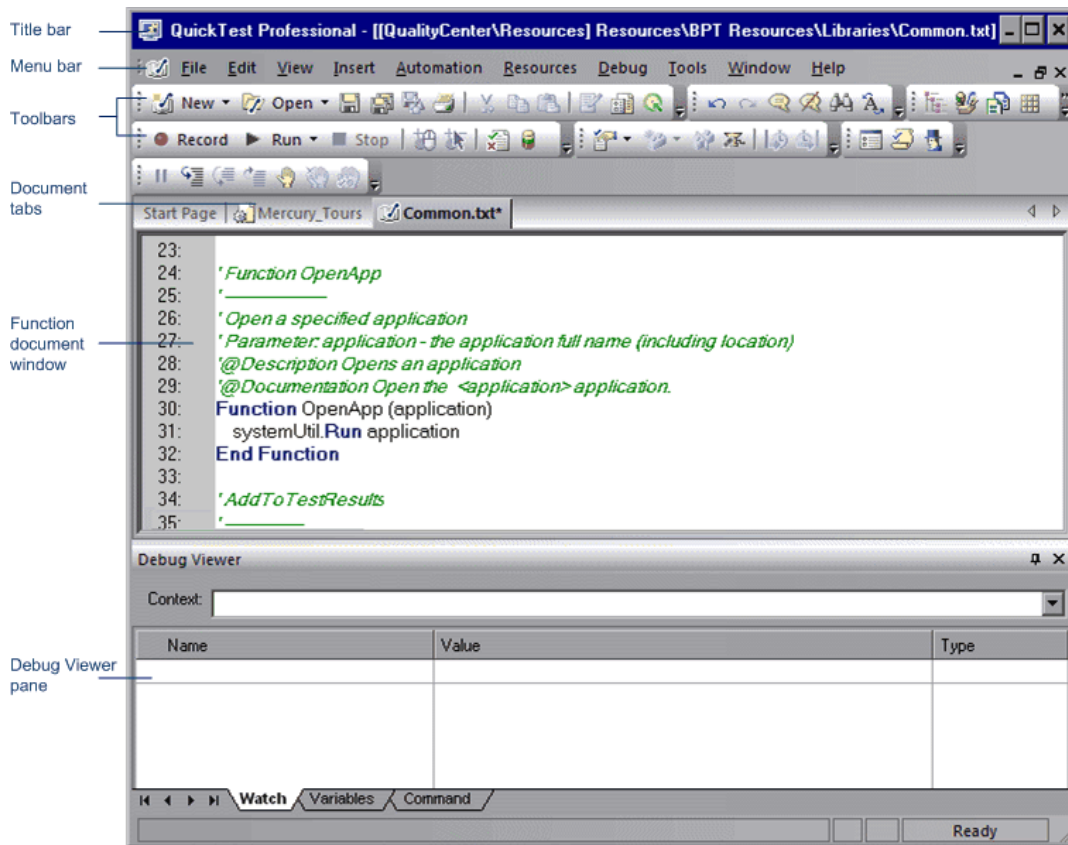 Title bar
QuickTest Professional - [[QualityCenter\Resources] Resources\BPT Resources\Libraries\Common.txt]
Menu bar
File Edit View Insert Automation Resources Debug Tools Window Help
Toolbars
New Open
Record Run Stop
Document
tabs
Start Page Mercury_Tours Common.txt*
Function
document
window
23:
24: ' Function OpenApp
25: ' ——————
26: ' Open a specified application
27: ' Parameter: application - the application full name (including location)
28: '@Description Opens an application
29: '@Documentation Open the <application> application.
30: Function OpenApp (application)
31: systemUtil.Run application
32: End Function
33:
34: ' AddToTestResults
35: ' —————
Debug Viewer
Context:
Name Value Type
Debug Viewer
pane
Watch Variables Command
Ready